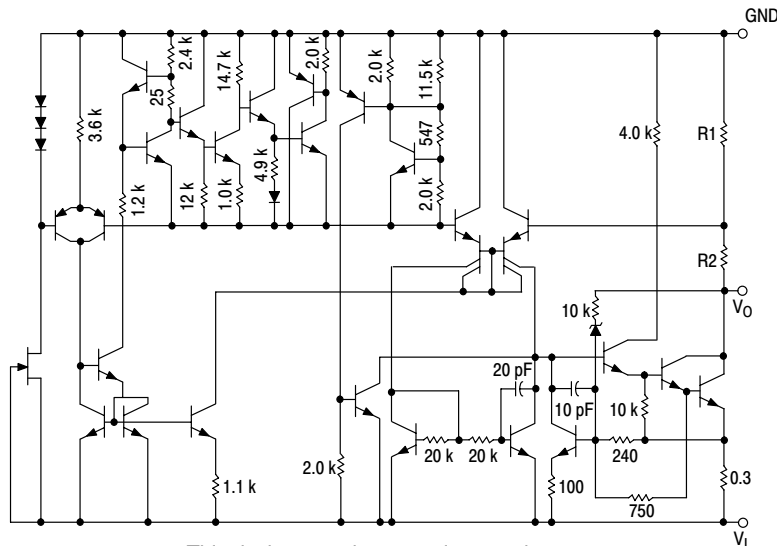 GND
2.4 k
2.0 k
14.7 k
2.0 k
11.5 k
25
3.6 k
547
4.0 k
R1
4.9 k
1.2 k
12 k
1.0 k
2.0 k
R2
10 k
VO
20 pF
10 pF
10 k
20 k
20 k
240
2.0 k
0.3
1.1 k
100
750
VI